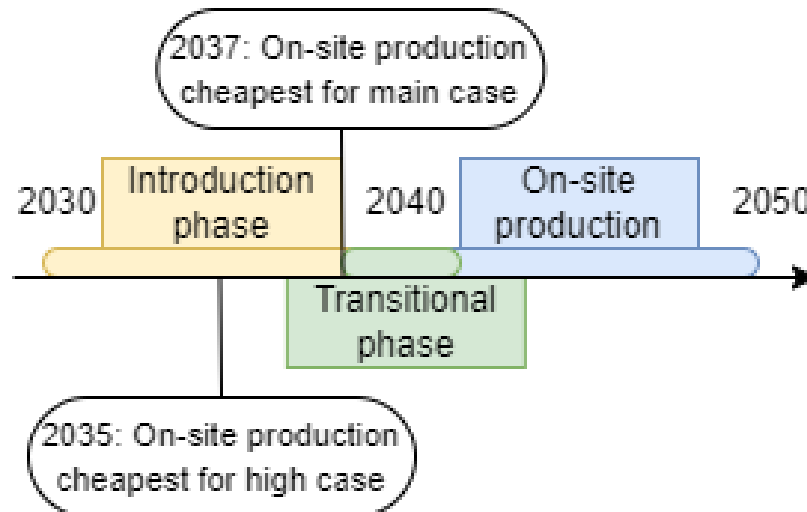 2037: On-site production
cheapest for main case
2030
Introduction
phase
2040
On-site
production
2050
Transitional
phase
2035: On-site production
cheapest for high case